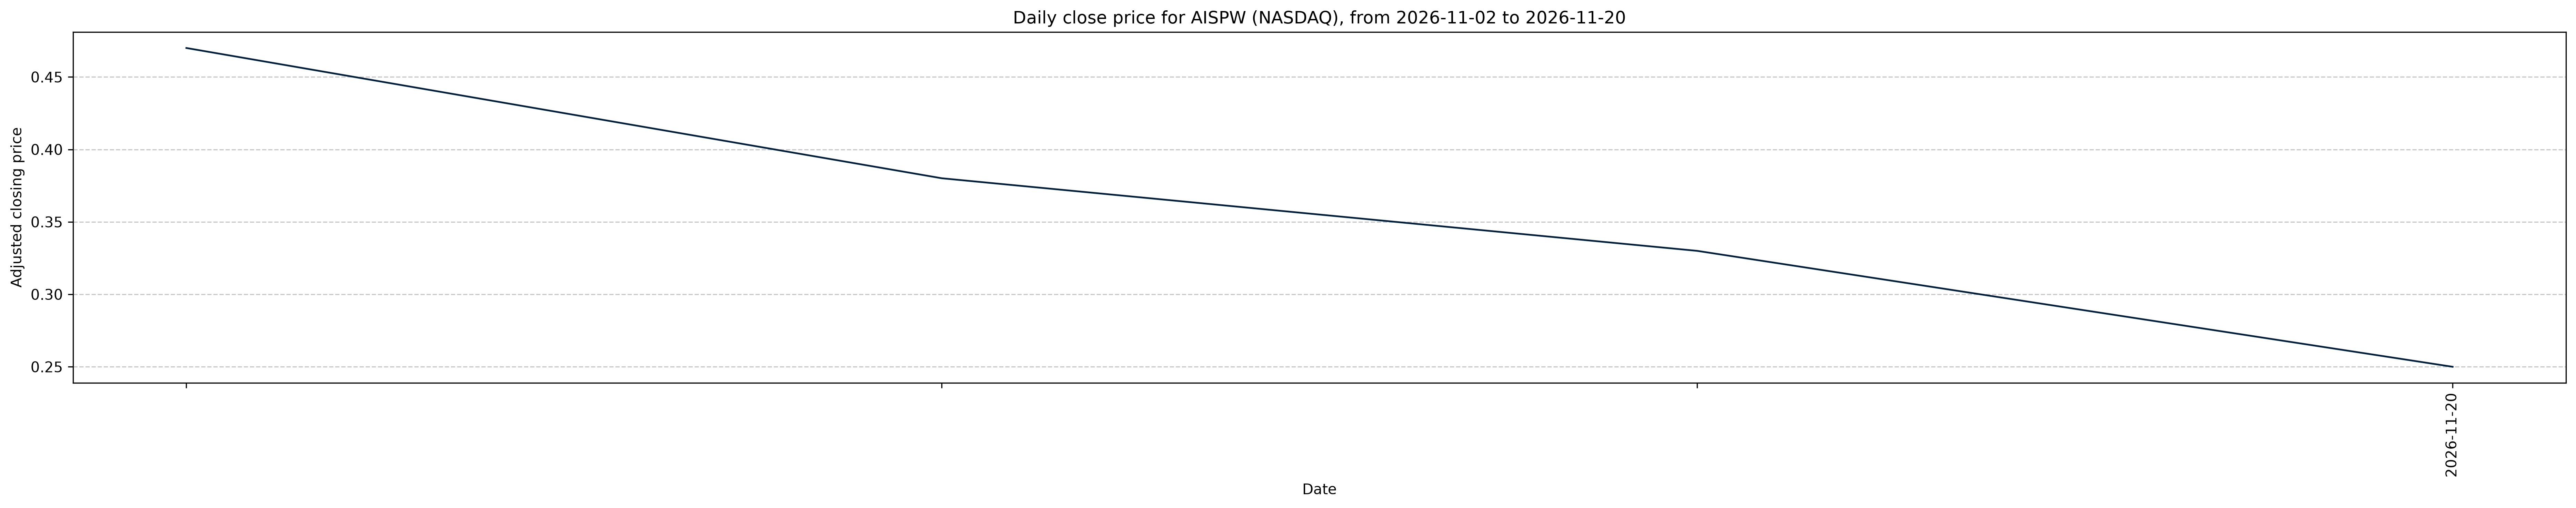 Daily close price for AISPW (NASDAQ), from 2026-11-02 to 2026-11-20
Adjusted closing price
0.45
0.40
0.35
0.30
0.25
2026-11-20
Date